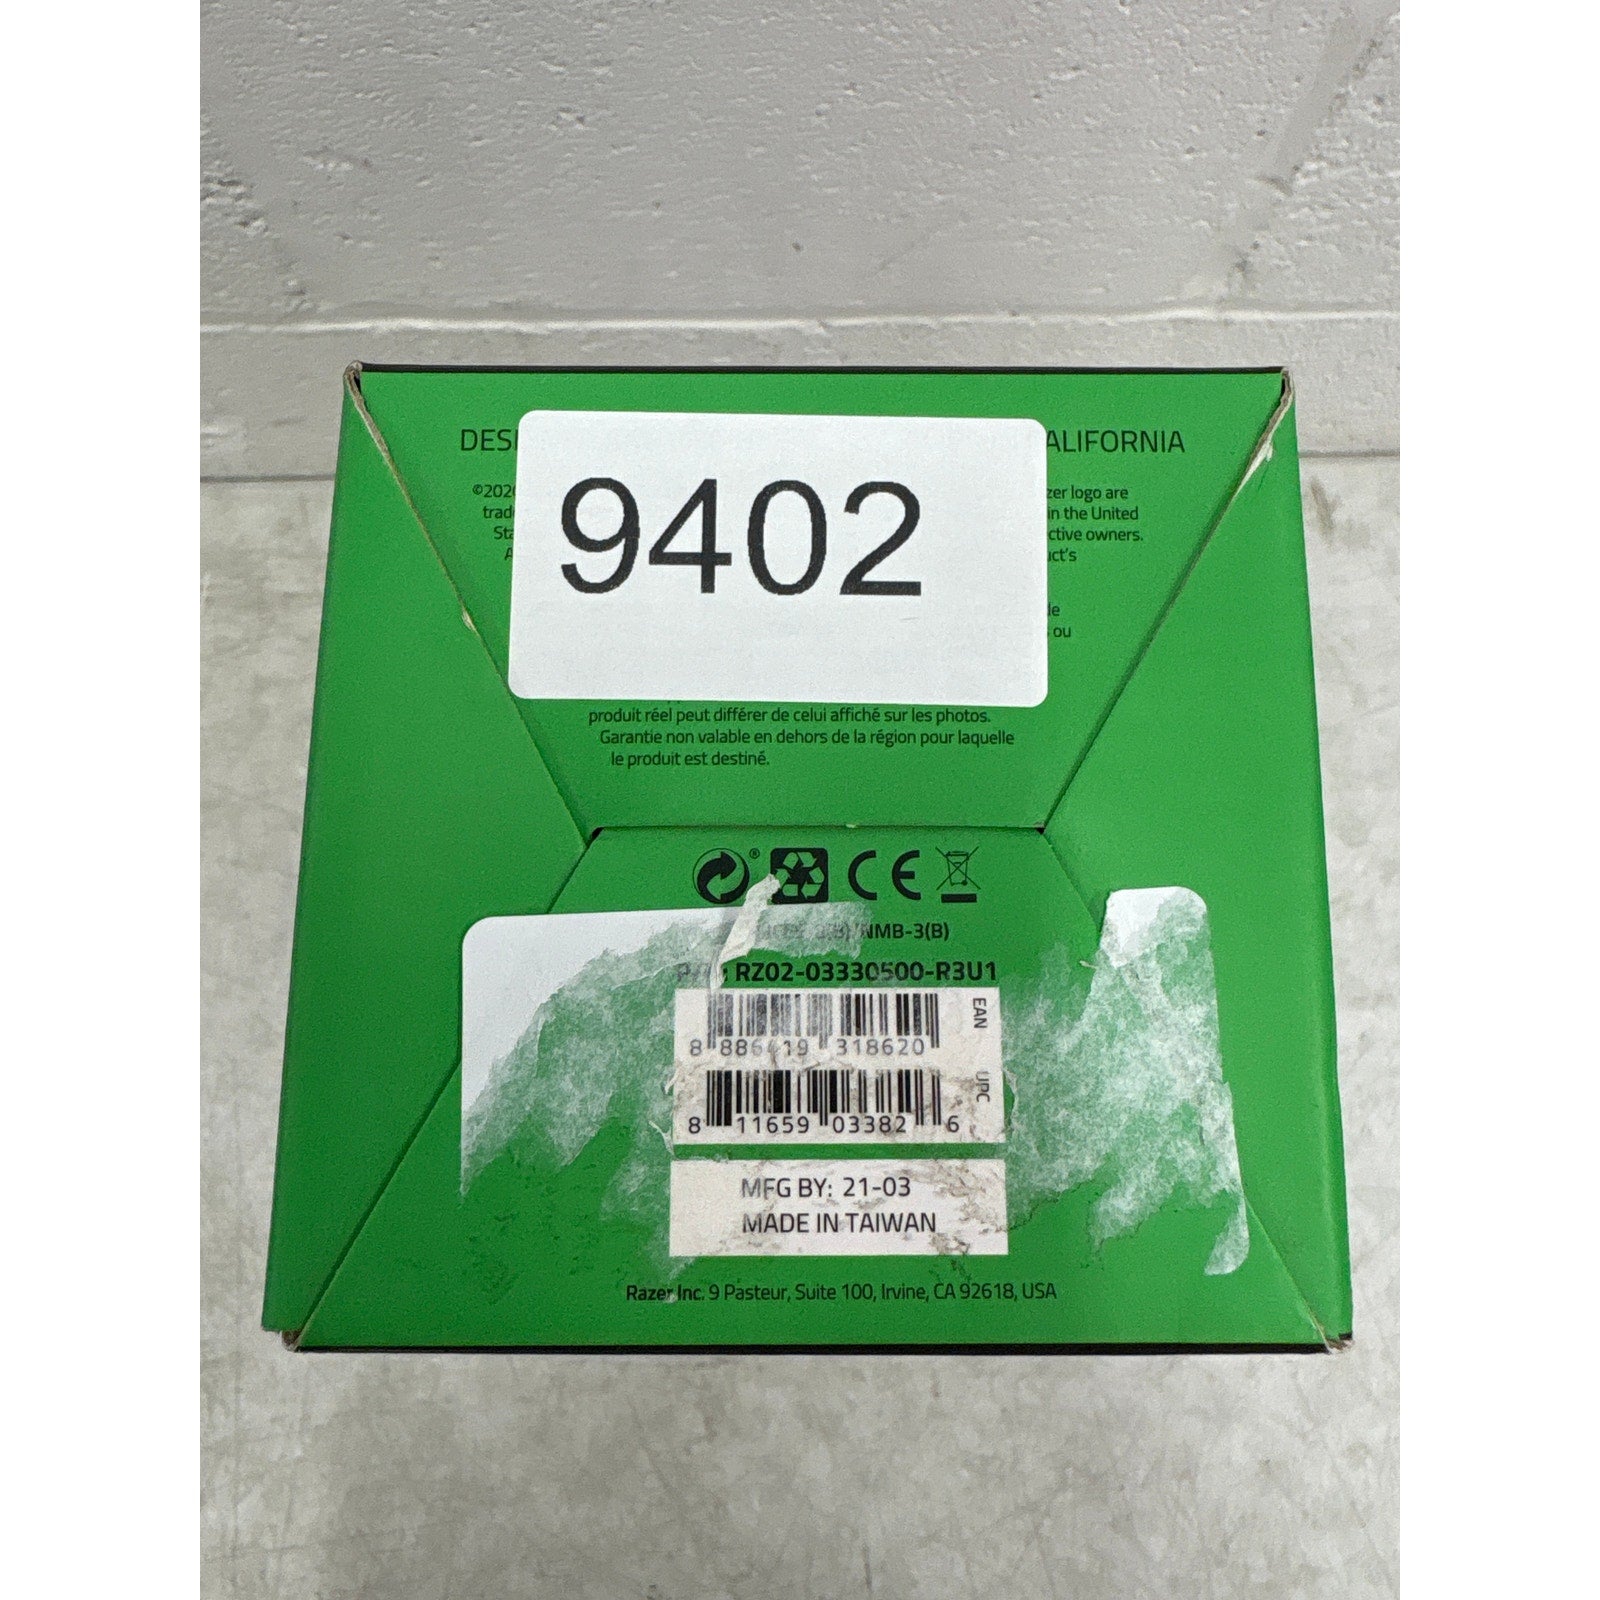 9402
DESI ALIFORNIA
©2020 zer logo are
trad in the United
Sta ctive owners.
A uct's
le
s ou
produit réel peut différer de celui affiché sur les photos.
Garantie non valable en dehors de la région pour laquelle
le produit est destiné.
® CE
NMB-3(B)
RZ02-03330500-R3U1
EAN
8 886419 318620
UPC
8 11659 03382 6
MFG BY: 21-03
MADE IN TAIWAN
Razer Inc. 9 Pasteur, Suite 100, Irvine, CA 92618, USA